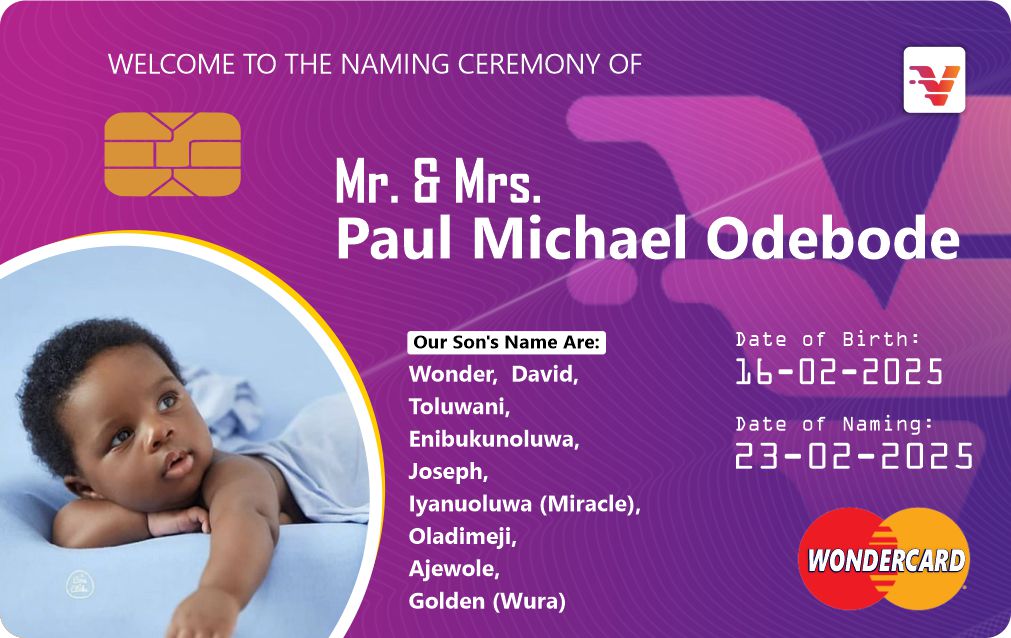 WELCOME TO THE NAMING CEREMONY OF
Mr. & Mrs.
Paul Michael Odebode
Our Son's Name Are:
Wonder, David,
Toluwani,
Enibukunoluwa,
Joseph,
Iyanuoluwa (Miracle),
Oladimeji,
Ajewole,
Golden (Wura)
Date of Birth:
16-02-2025
Date of Naming:
23-02-2025
WONDERCARD